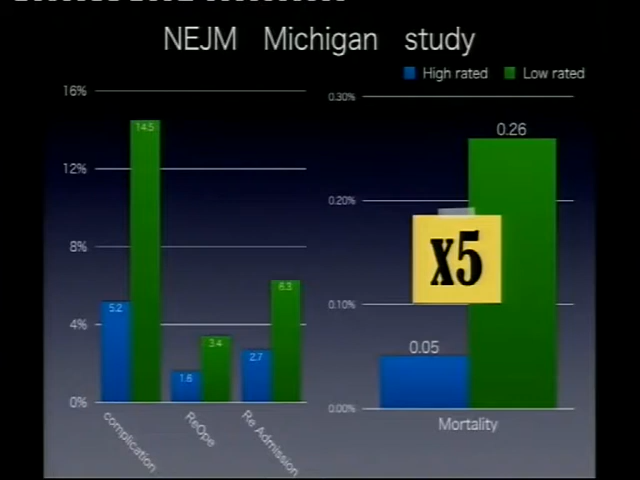 NEJM Michigan study
High rated
Low rated
16%
12%
8%
4%
0%
14.5
5.2
1.6
3.4
2.7
6.3
complication
ReOpe
Re Admission
0.30%
0.20%
0.10%
0.00%
0.26
x5
0.05
Mortality